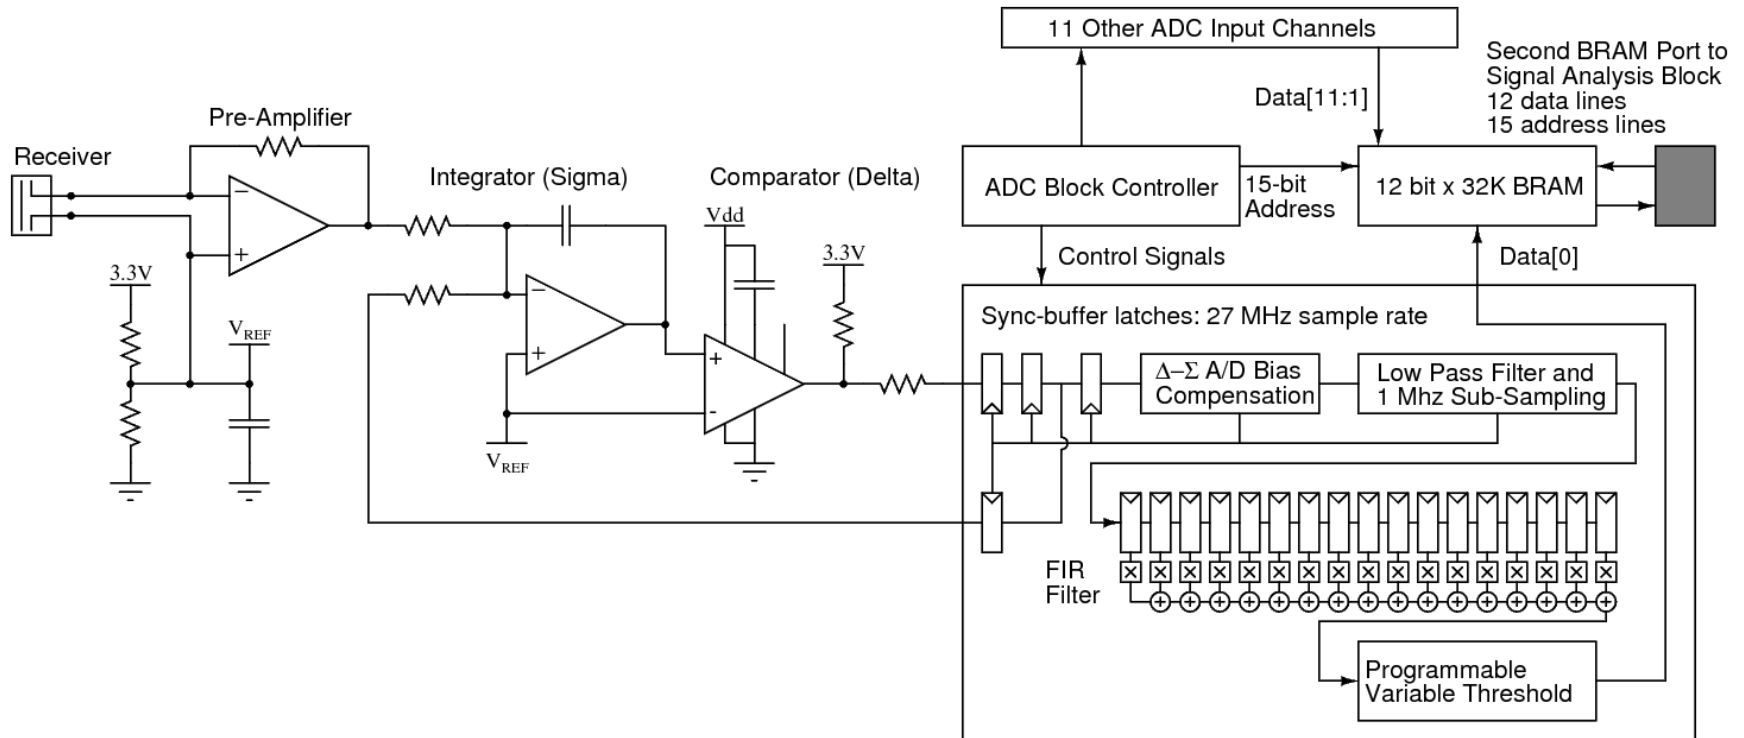 11 Other ADC Input Channels
Second BRAM Port to
Signal Analysis Block
12 data lines
15 address lines
Data[11:1]
Pre-Amplifier
Receiver
Integrator (Sigma)
Comparator (Delta)
ADC Block Controller
15-bit
Address
12 bit x 32K BRAM
Vdd
3.3V
3.3V
Control Signals
Data[0]
VREF
Sync-buffer latches: 27 MHz sample rate
Δ–Σ A/D Bias
Compensation
Low Pass Filter and
1 Mhz Sub-Sampling
VREF
FIR
Filter
Programmable
Variable Threshold